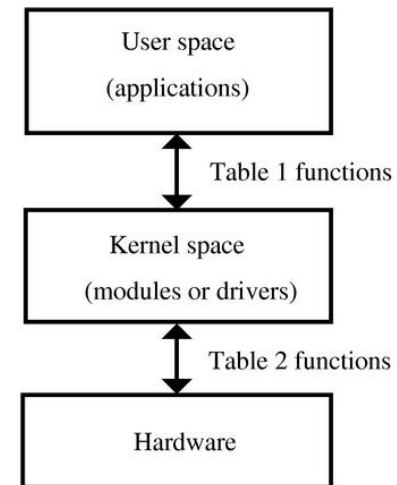 User space
(applications)
Table 1 functions
Kernel space
(modules or drivers)
Table 2 functions
Hardware